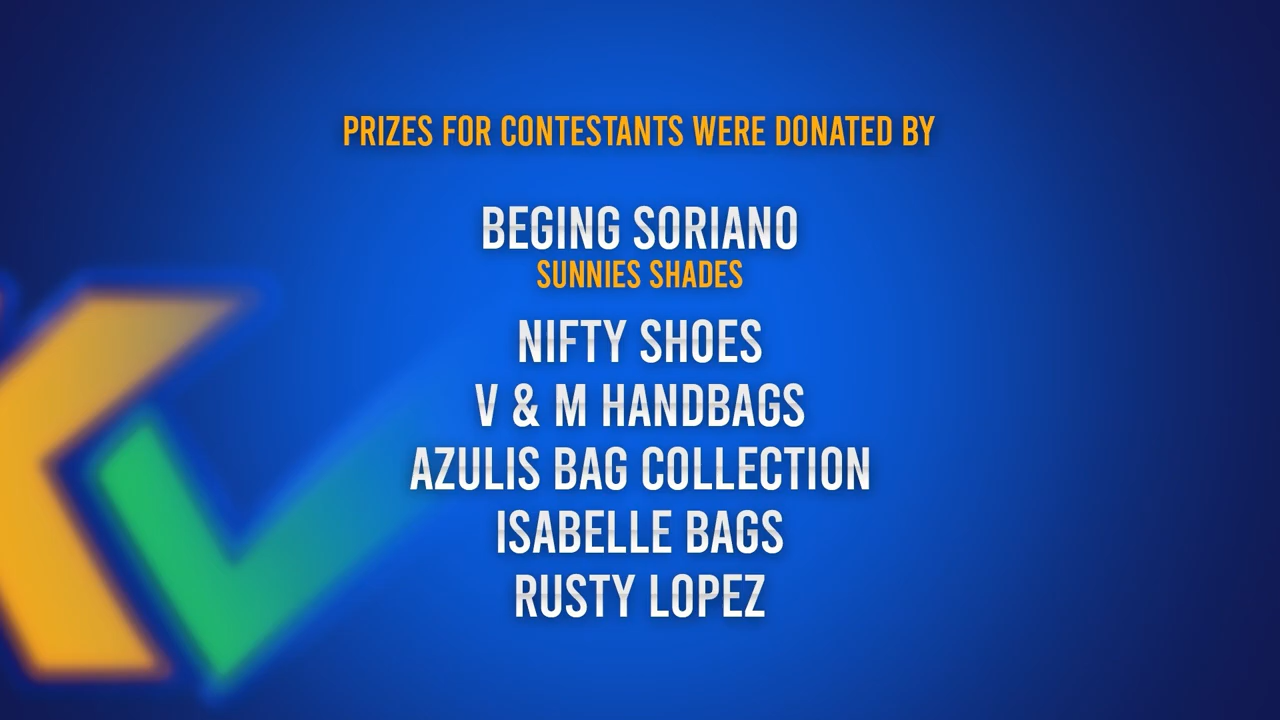 PRIZES FOR CONTESTANTS WERE DONATED BY
BEGING SORIANO
SUNNIES SHADES
NIFTY SHOES
V & M HANDBAGS
AZULIS BAG COLLECTION
ISABELLE BAGS
RUSTY LOPEZ